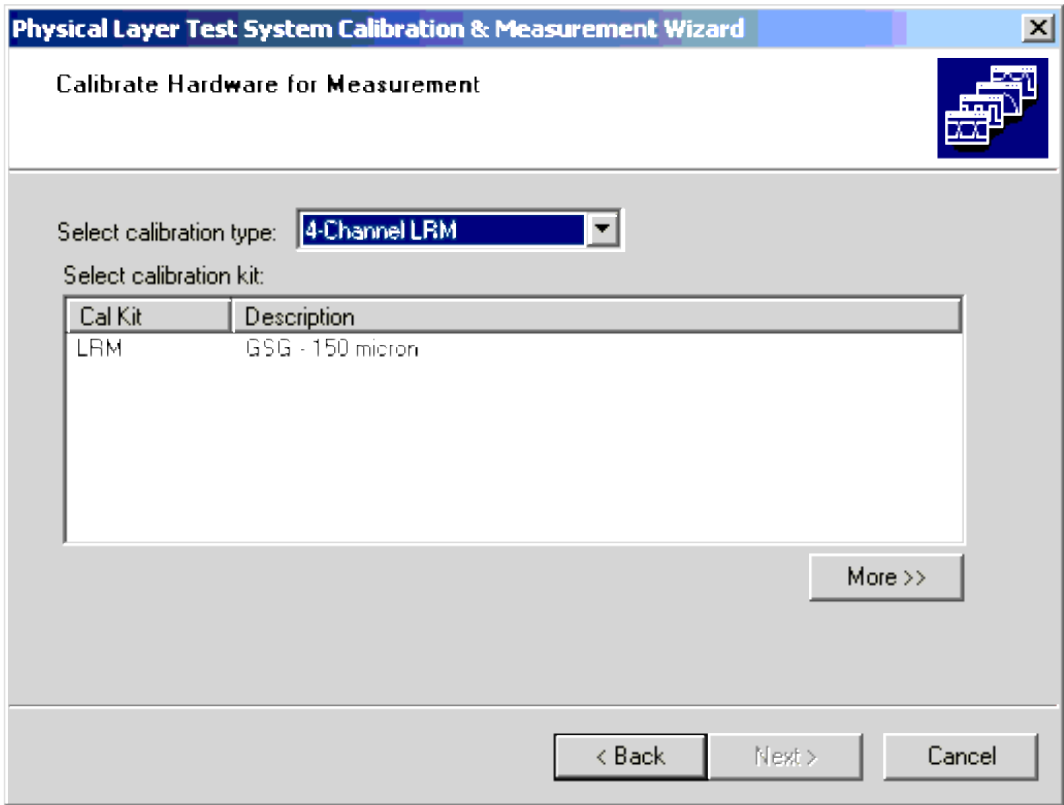 Physical Layer Test System Calibration & Measurement Wizard
Calibrate Hardware for Measurement
Select calibration type: 4-Channel LRM
Select calibration kit:
Cal Kit Description
LRM GSG - 150 micron
More >>
< Back Next > Cancel